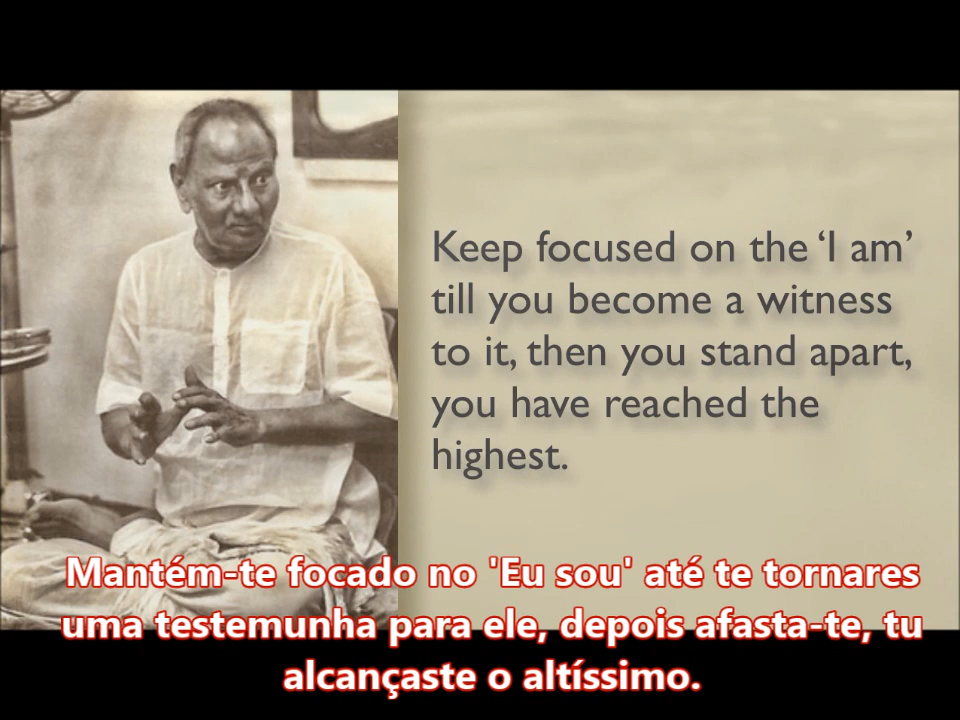 Keep focused on the ‘I am’
till you become a witness
to it, then you stand apart,
you have reached the
highest.
Mantém-te focado no 'Eu sou' até te tornares
uma testemunha para ele, depois afasta-te, tu
alcançaste o altíssimo.